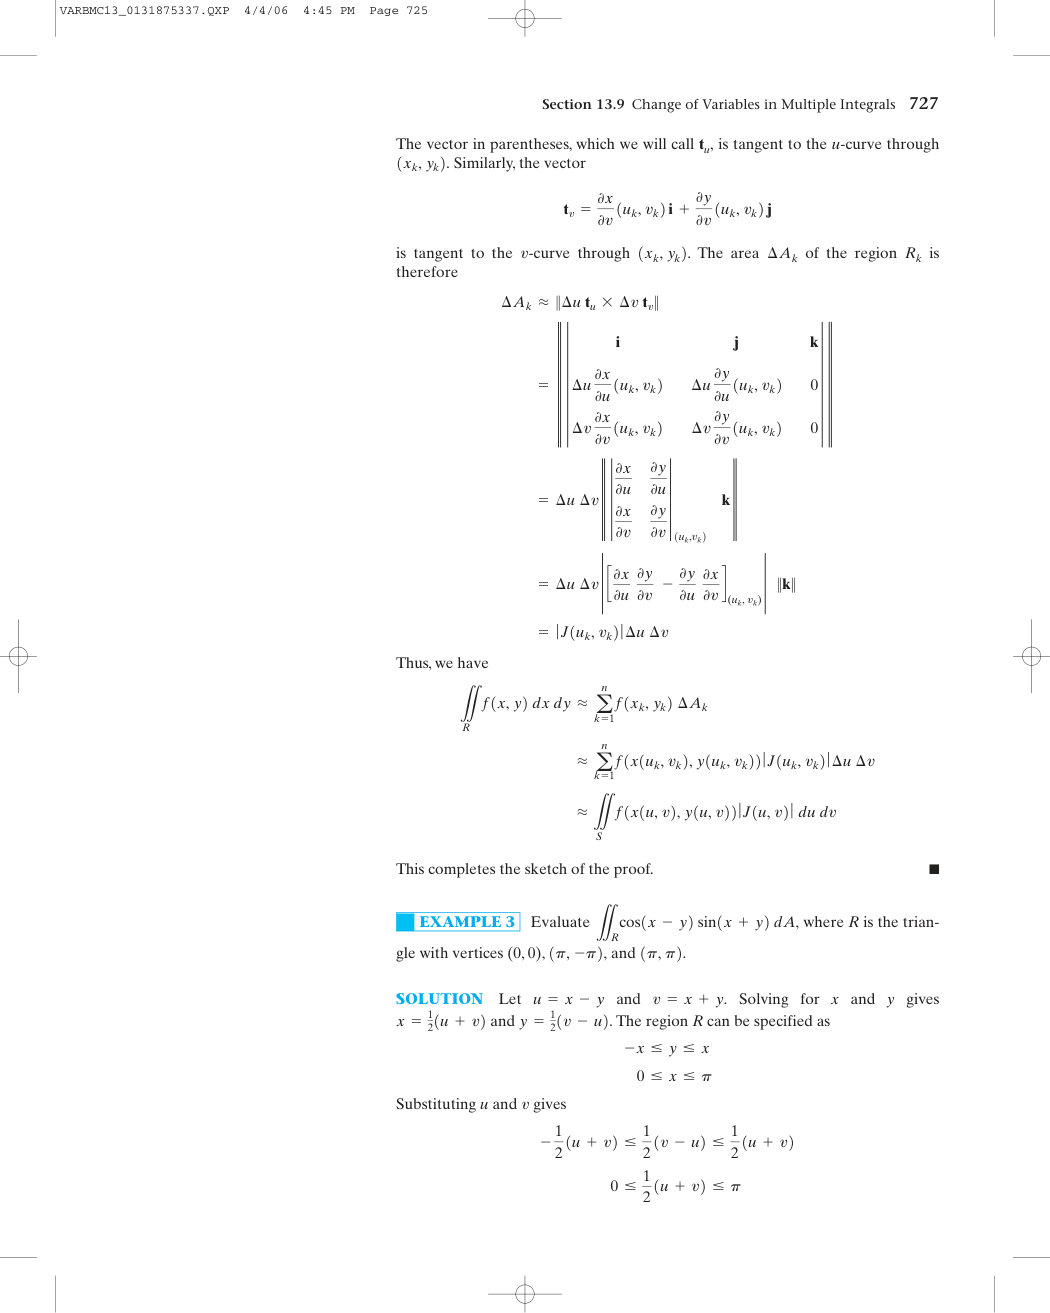 VARBMC13_0131875337.QXP 4/4/06 4:45 PM Page 725
Section 13.9 Change of Variables in Multiple Integrals 727
The vector in parentheses, which we will call t_u, is tangent to the u-curve through
(x_k, y_k). Similarly, the vector
t_v = ∂x/∂v (u_k, v_k) i + ∂y/∂v (u_k, v_k) j
is tangent to the v-curve through (x_k, y_k). The area ΔA_k of the region R_k is
therefore
ΔA_k ≈ ‖Δu t_u × Δv t_v‖
i j k
= ‖ | Δu ∂x/∂u (u_k, v_k) Δu ∂y/∂u (u_k, v_k) 0 | ‖
Δv ∂x/∂v (u_k, v_k) Δv ∂y/∂v (u_k, v_k) 0
= Δu Δv ‖ | ∂x/∂u ∂y/∂u ∂x/∂v ∂y/∂v |_(u_k,v_k) k ‖
= Δu Δv | [ ∂x/∂u ∂y/∂v − ∂y/∂u ∂x/∂v ]_(u_k, v_k) | ‖k‖
= |J(u_k, v_k)| Δu Δv
Thus, we have
∬_R f(x, y) dx dy ≈ ∑_{k=1}^n f(x_k, y_k) ΔA_k
≈ ∑_{k=1}^n f(x(u_k, v_k), y(u_k, v_k))|J(u_k, v_k)| Δu Δv
≈ ∬_S f(x(u, v), y(u, v))|J(u, v)| du dv
This completes the sketch of the proof. ■
EXAMPLE 3 Evaluate ∬_R cos(x − y) sin(x + y) dA, where R is the trian-
gle with vertices (0, 0), (π, −π), and (π, π).
SOLUTION Let u = x − y and v = x + y. Solving for x and y gives
x = ½(u + v) and y = ½(v − u). The region R can be specified as
−x ≤ y ≤ x
0 ≤ x ≤ π
Substituting u and v gives
−1/2 (u + v) ≤ 1/2 (v − u) ≤ 1/2 (u + v)
0 ≤ 1/2 (u + v) ≤ π